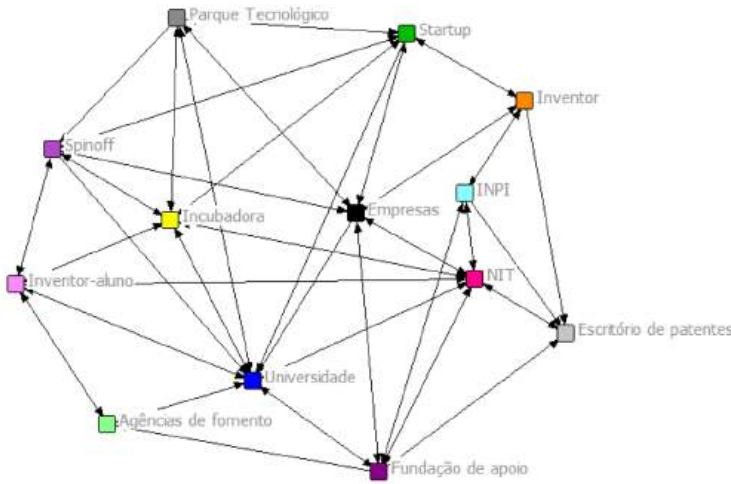 Parque Tecnológico
Startup
Inventor
Spinoff
INPI
Incubadora
Empresas
Inventor-aluno
NIT
Escritório de patentes
Universidade
Agências de fomento
Fundação de apoio